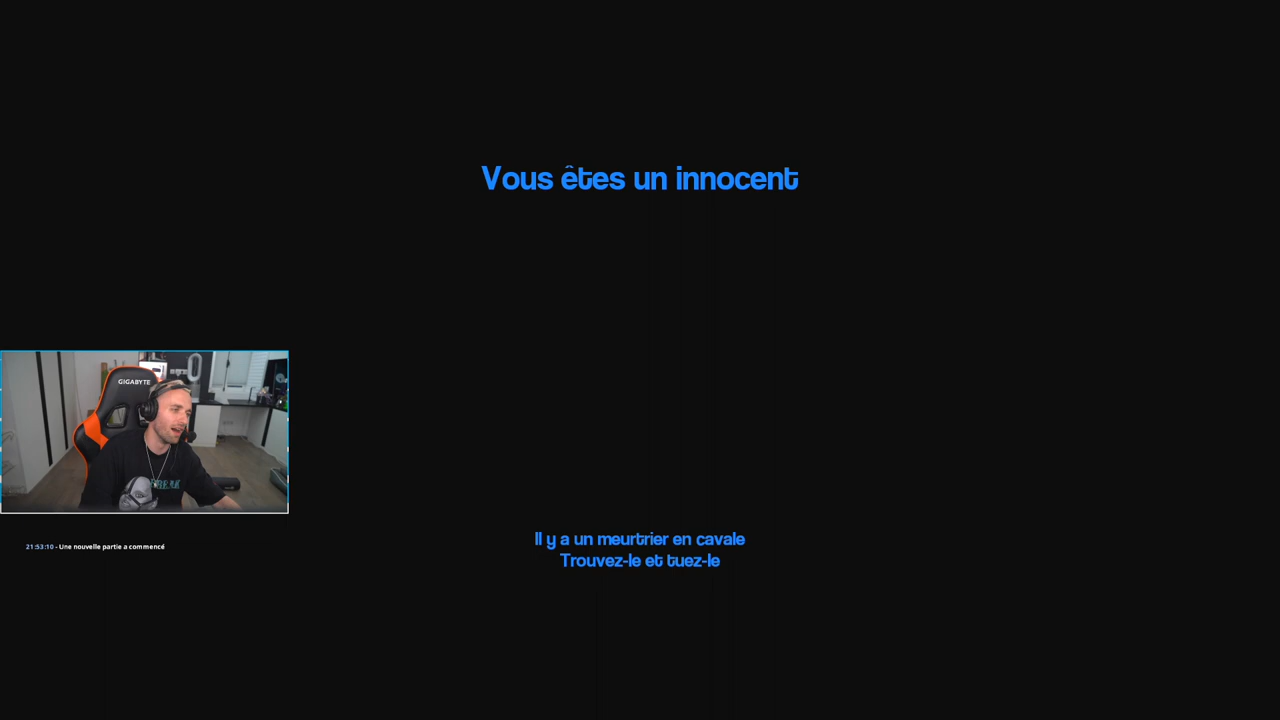 Vous êtes un innocent
GIGABYTE
21:53:10 - Une nouvelle partie a commencé
Il y a un meurtrier en cavale
Trouvez-le et tuez-le